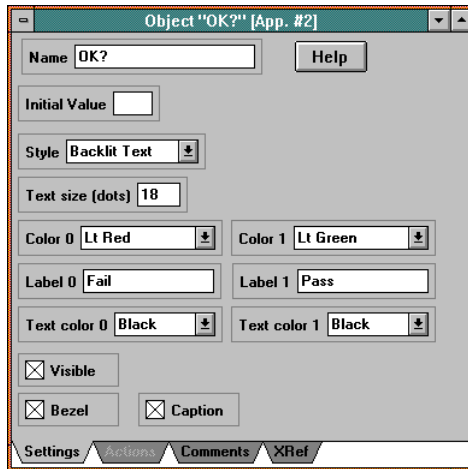 Object "OK?" [App. #2]
Name OK? Help
Initial Value
Style Backlit Text
Text size (dots) 18
Color 0 Lt Red Color 1 Lt Green
Label 0 Fail Label 1 Pass
Text color 0 Black Text color 1 Black
Visible
Bezel Caption
Settings Actions Comments XRef